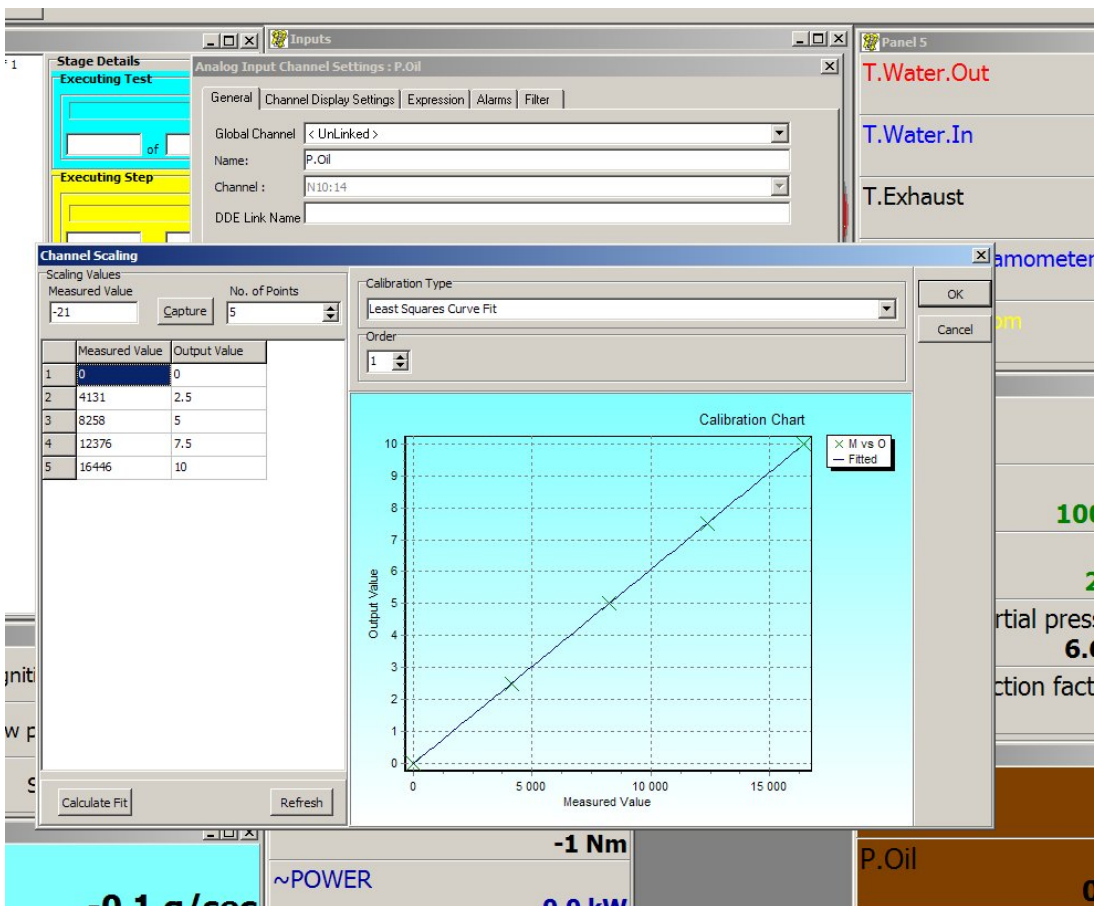 Inputs
Panel 5
Stage Details
Executing Test
of
Executing Step
Analog Input Channel Settings : P.Oil
General Channel Display Settings Expression Alarms Filter
Global Channel < UnLinked >
Name: P.Oil
Channel : N10:14
DDE Link Name
T.Water.Out
T.Water.In
T.Exhaust
Channel Scaling
Scaling Values
Measured Value No. of Points
-21 Capture 5
Measured Value Output Value
1 0 0
2 4131 2.5
3 8258 5
4 12376 7.5
5 16446 10
Calculate Fit Refresh
Calibration Type
Least Squares Curve Fit
Order
1
OK
Cancel
Calibration Chart
M vs O
Fitted
10
9
8
7
6
5
4
3
2
1
0
Output Value
0 5 000 10 000 15 000
Measured Value
-1 Nm
~POWER
P.Oil